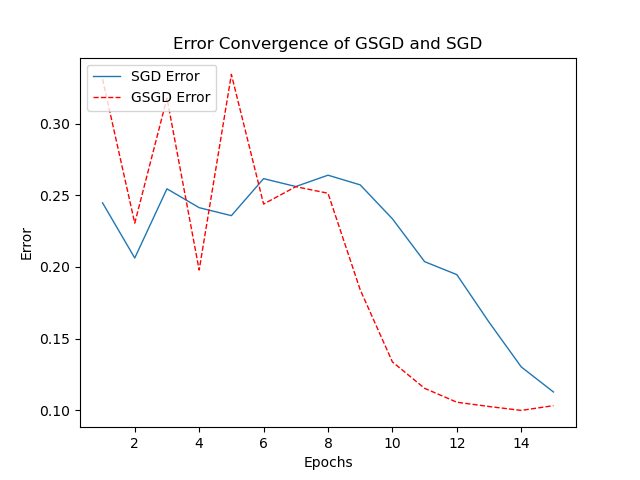 Error Convergence of GSGD and SGD
SGD Error
GSGD Error
0.30
0.25
0.20
0.15
0.10
Error
2 4 6 8 10 12 14
Epochs